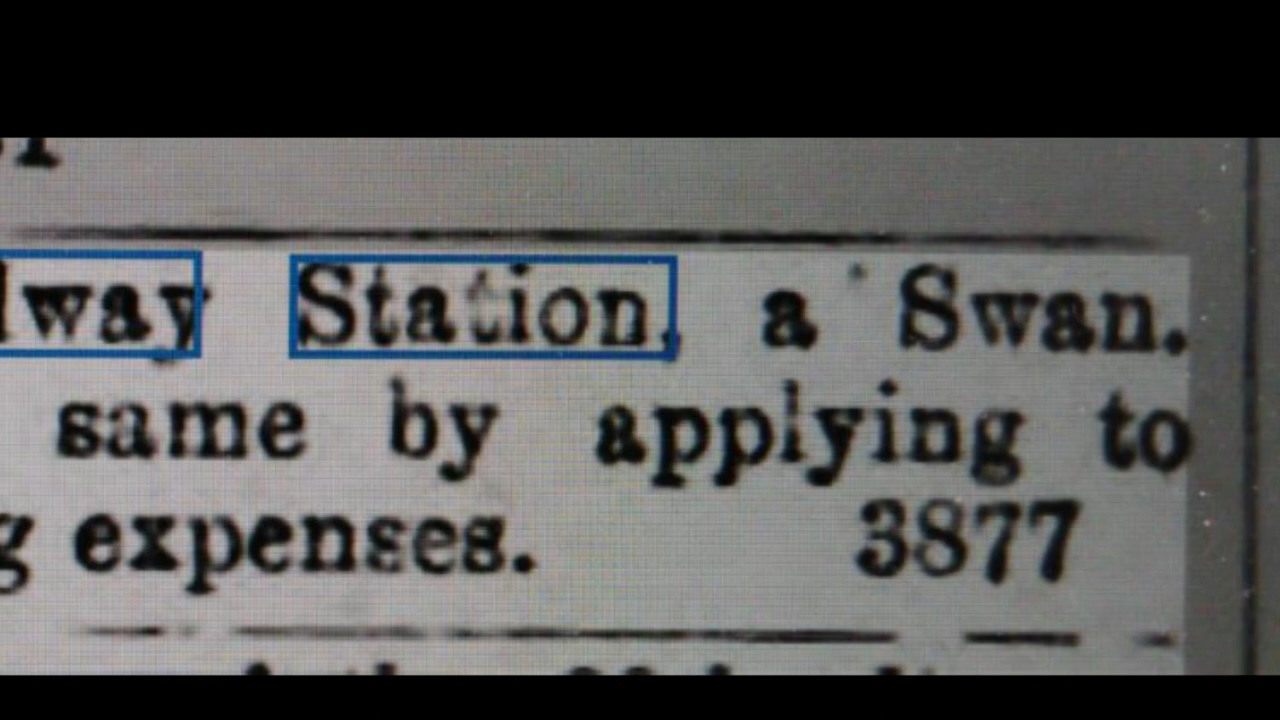 lway Station, a Swan.
same by applying to
g expenses. 3877